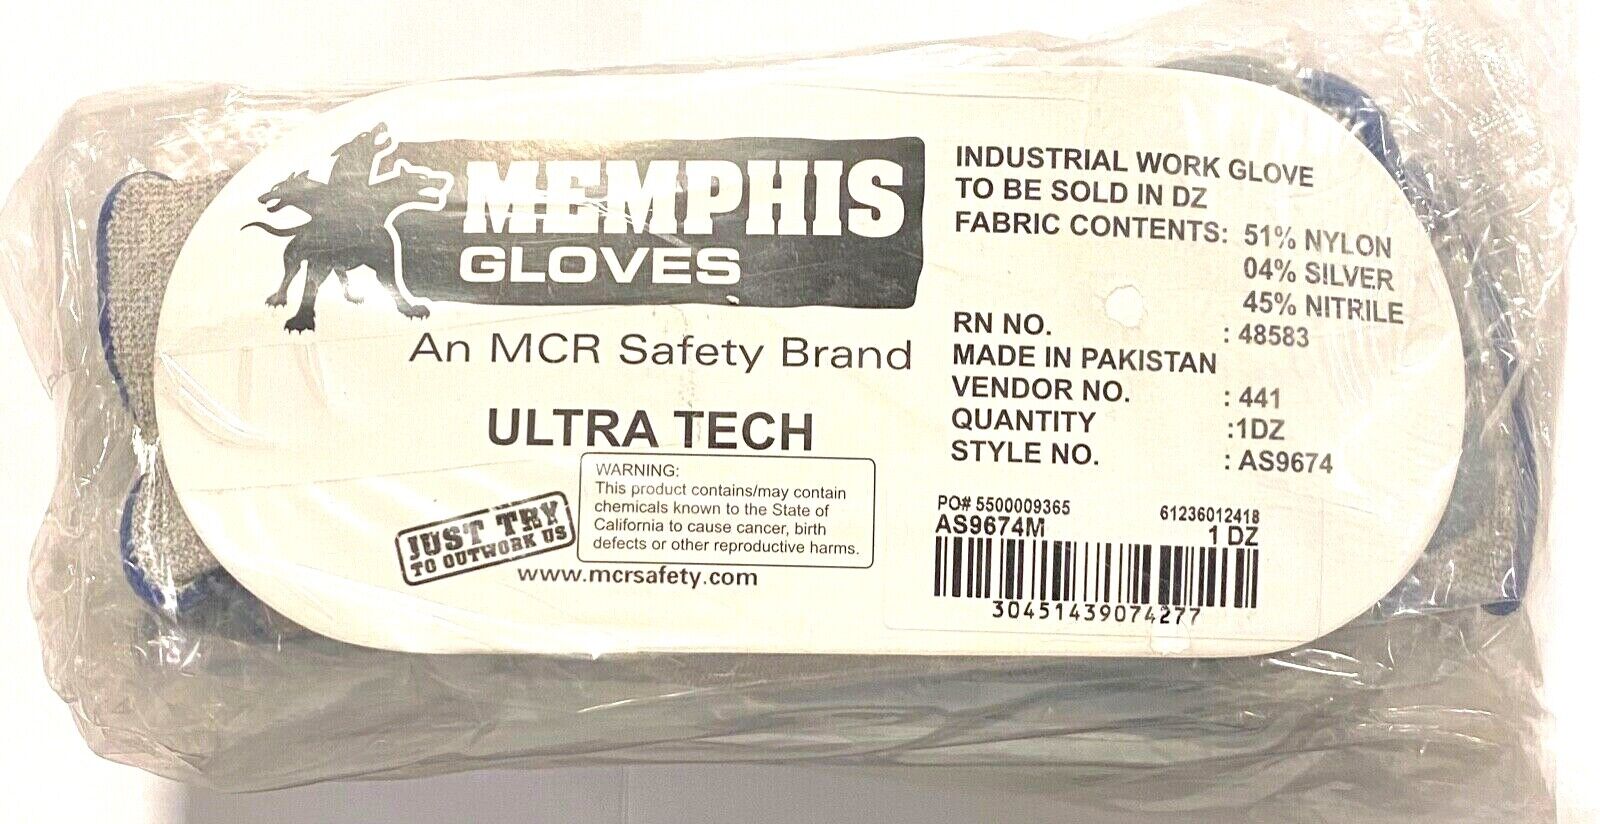 MEMPHIS
GLOVES
An MCR Safety Brand
ULTRA TECH
WARNING:
This product contains/may contain
chemicals known to the State of
California to cause cancer, birth
defects or other reproductive harms.
JUST TRY
TO OUTWORK US
www.mcrsafety.com
INDUSTRIAL WORK GLOVE
TO BE SOLD IN DZ
FABRIC CONTENTS: 51% NYLON
04% SILVER
45% NITRILE
RN NO. : 48583
MADE IN PAKISTAN
VENDOR NO. : 441
QUANTITY :1DZ
STYLE NO. : AS9674
PO# 5500009365 61236012418
AS9674M 1 DZ
30451439074277